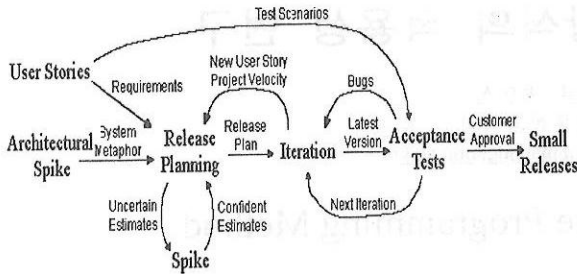 Test Scenarios
User Stories
Requirements
New User Story
Project Velocity
Bugs
Architectural
Spike
System
Metaphor
Release
Planning
Release
Plan
Iteration
Latest
Version
Acceptance
Tests
Customer
Approval
Small
Releases
Uncertain
Estimates
Confident
Estimates
Next Iteration
Spike